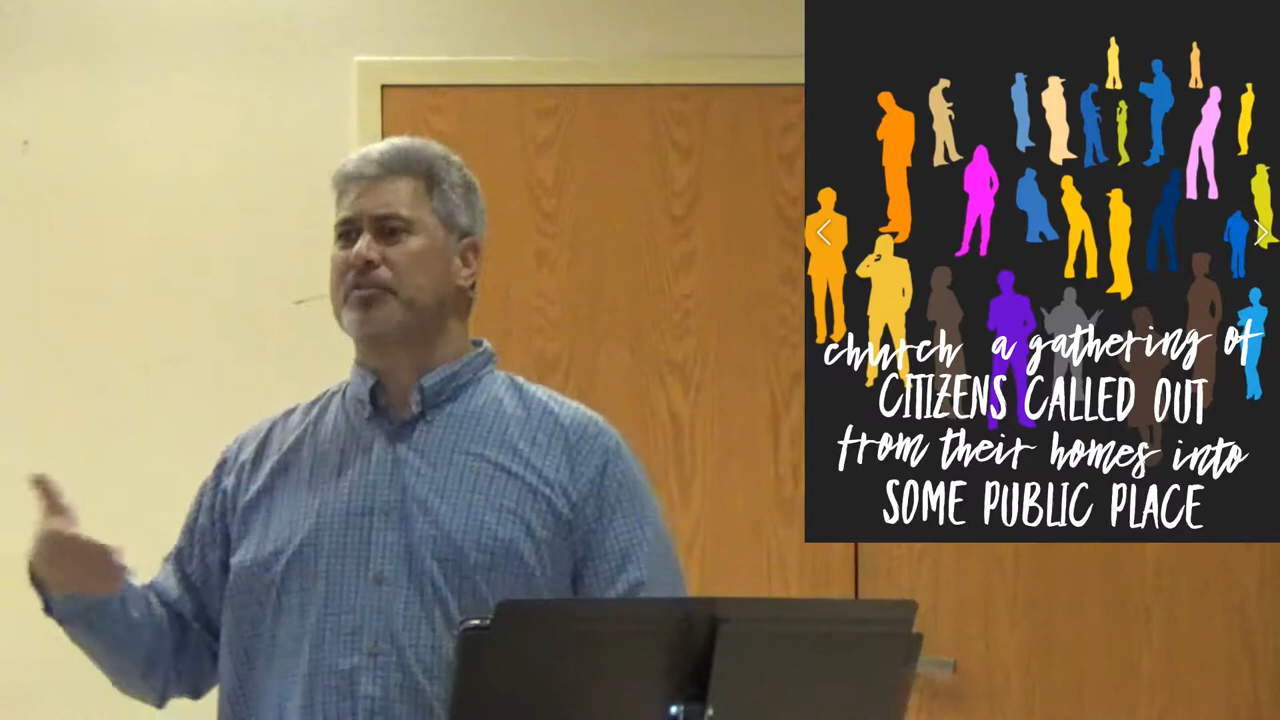 church a gathering of
CITIZENS CALLED OUT
from their homes into
SOME PUBLIC PLACE